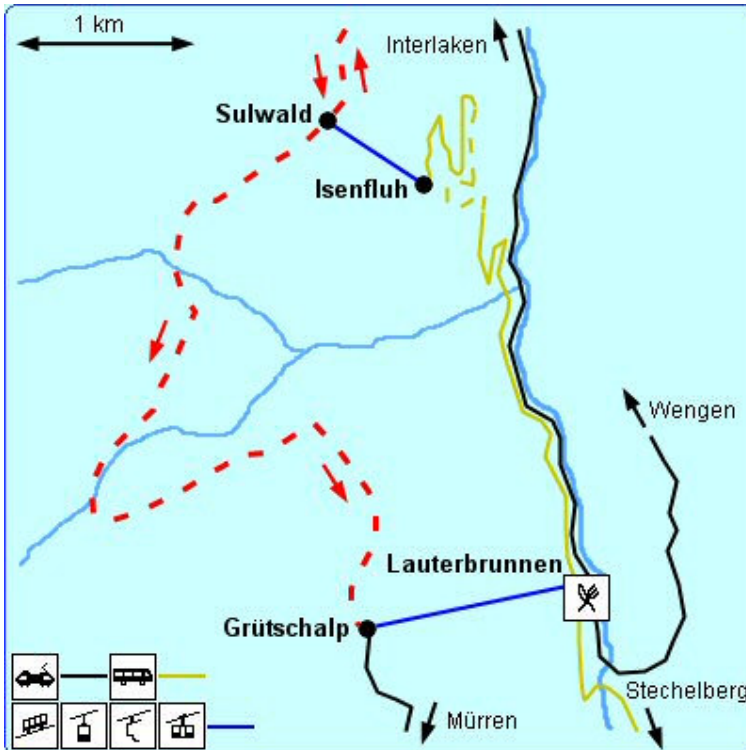 1 km
Interlaken
Sulwald
Isenfluh
Wengen
Lauterbrunnen
Grütschalp
Stechelberg
Mürren